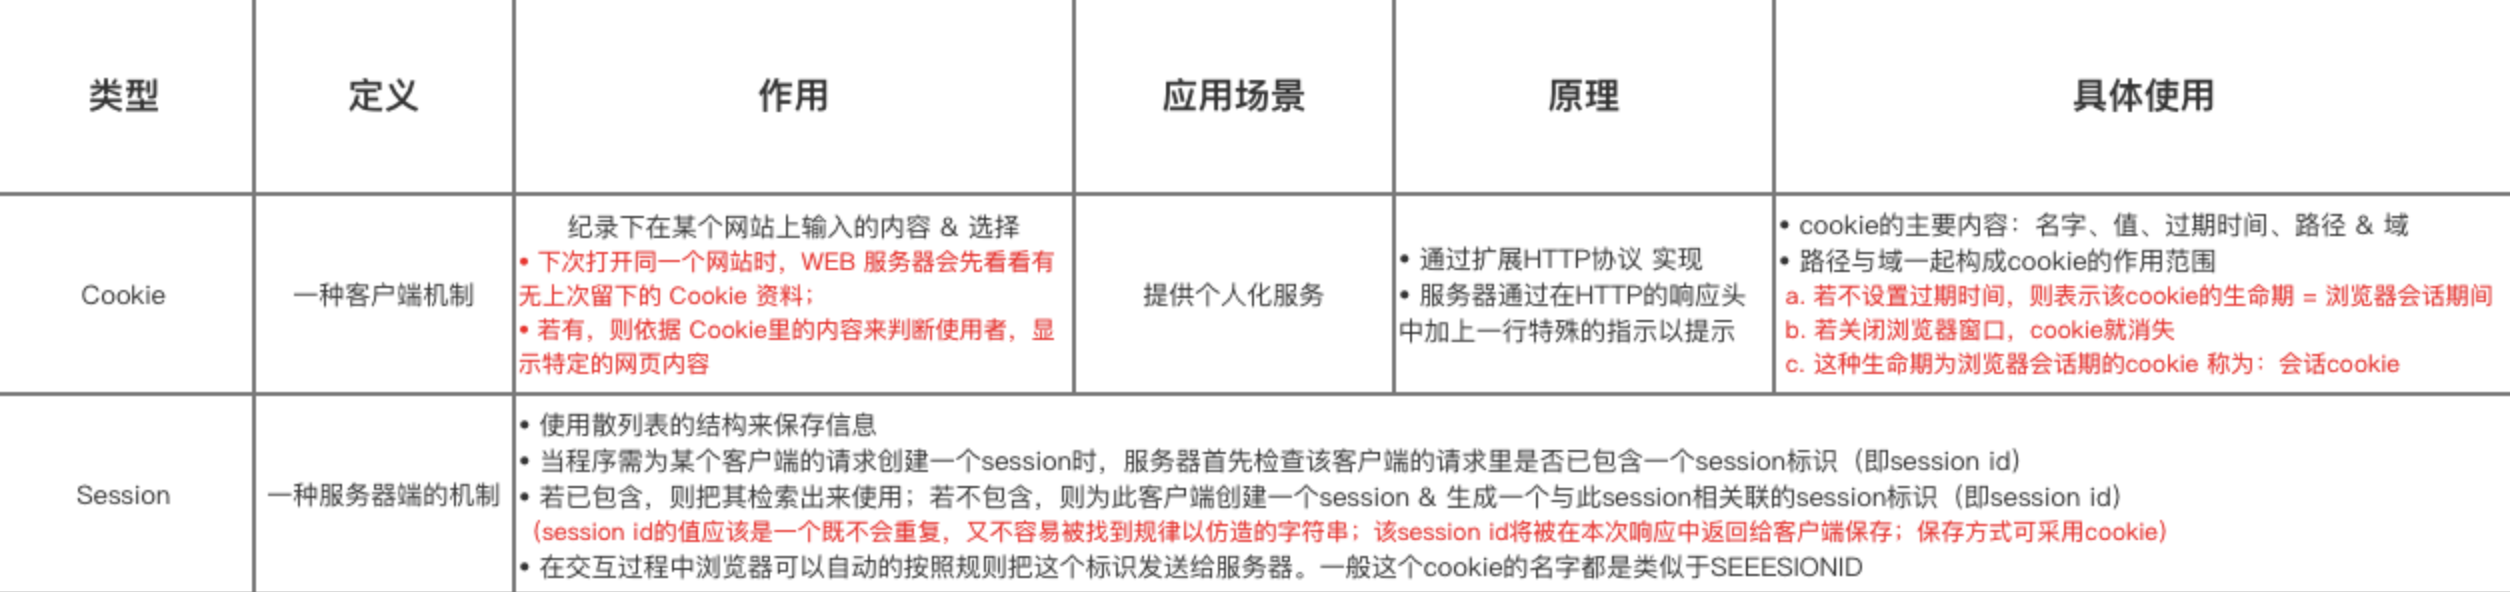 类型 定义 作用 应用场景 原理 具体使用
Cookie
一种客户端机制
纪录下在某个网站上输入的内容 & 选择
• 下次打开同一个网站时，WEB 服务器会先看看有
无上次留下的 Cookie 资料；
• 若有，则依据 Cookie里的内容来判断使用者，显
示特定的网页内容
提供个人化服务
• 通过扩展HTTP协议 实现
• 服务器通过在HTTP的响应头
中加上一行特殊的指示以提示
• cookie的主要内容：名字、值、过期时间、路径 & 域
• 路径与域一起构成cookie的作用范围
a. 若不设置过期时间，则表示该cookie的生命期 = 浏览器会话期间
b. 若关闭浏览器窗口，cookie就消失
c. 这种生命期为浏览器会话期的cookie 称为：会话cookie
Session
一种服务器端的机制
• 使用散列表的结构来保存信息
• 当程序需为某个客户端的请求创建一个session时，服务器首先检查该客户端的请求里是否已包含一个session标识（即session id）
• 若已包含，则把其检索出来使用；若不包含，则为此客户端创建一个session & 生成一个与此session相关联的session标识（即session id）
（session id的值应该是一个既不会重复，又不容易被找到规律以仿造的字符串；该session id将被在本次响应中返回给客户端保存；保存方式可采用cookie）
• 在交互过程中浏览器可以自动的按照规则把这个标识发送给服务器。一般这个cookie的名字都是类似于SEEESIONID